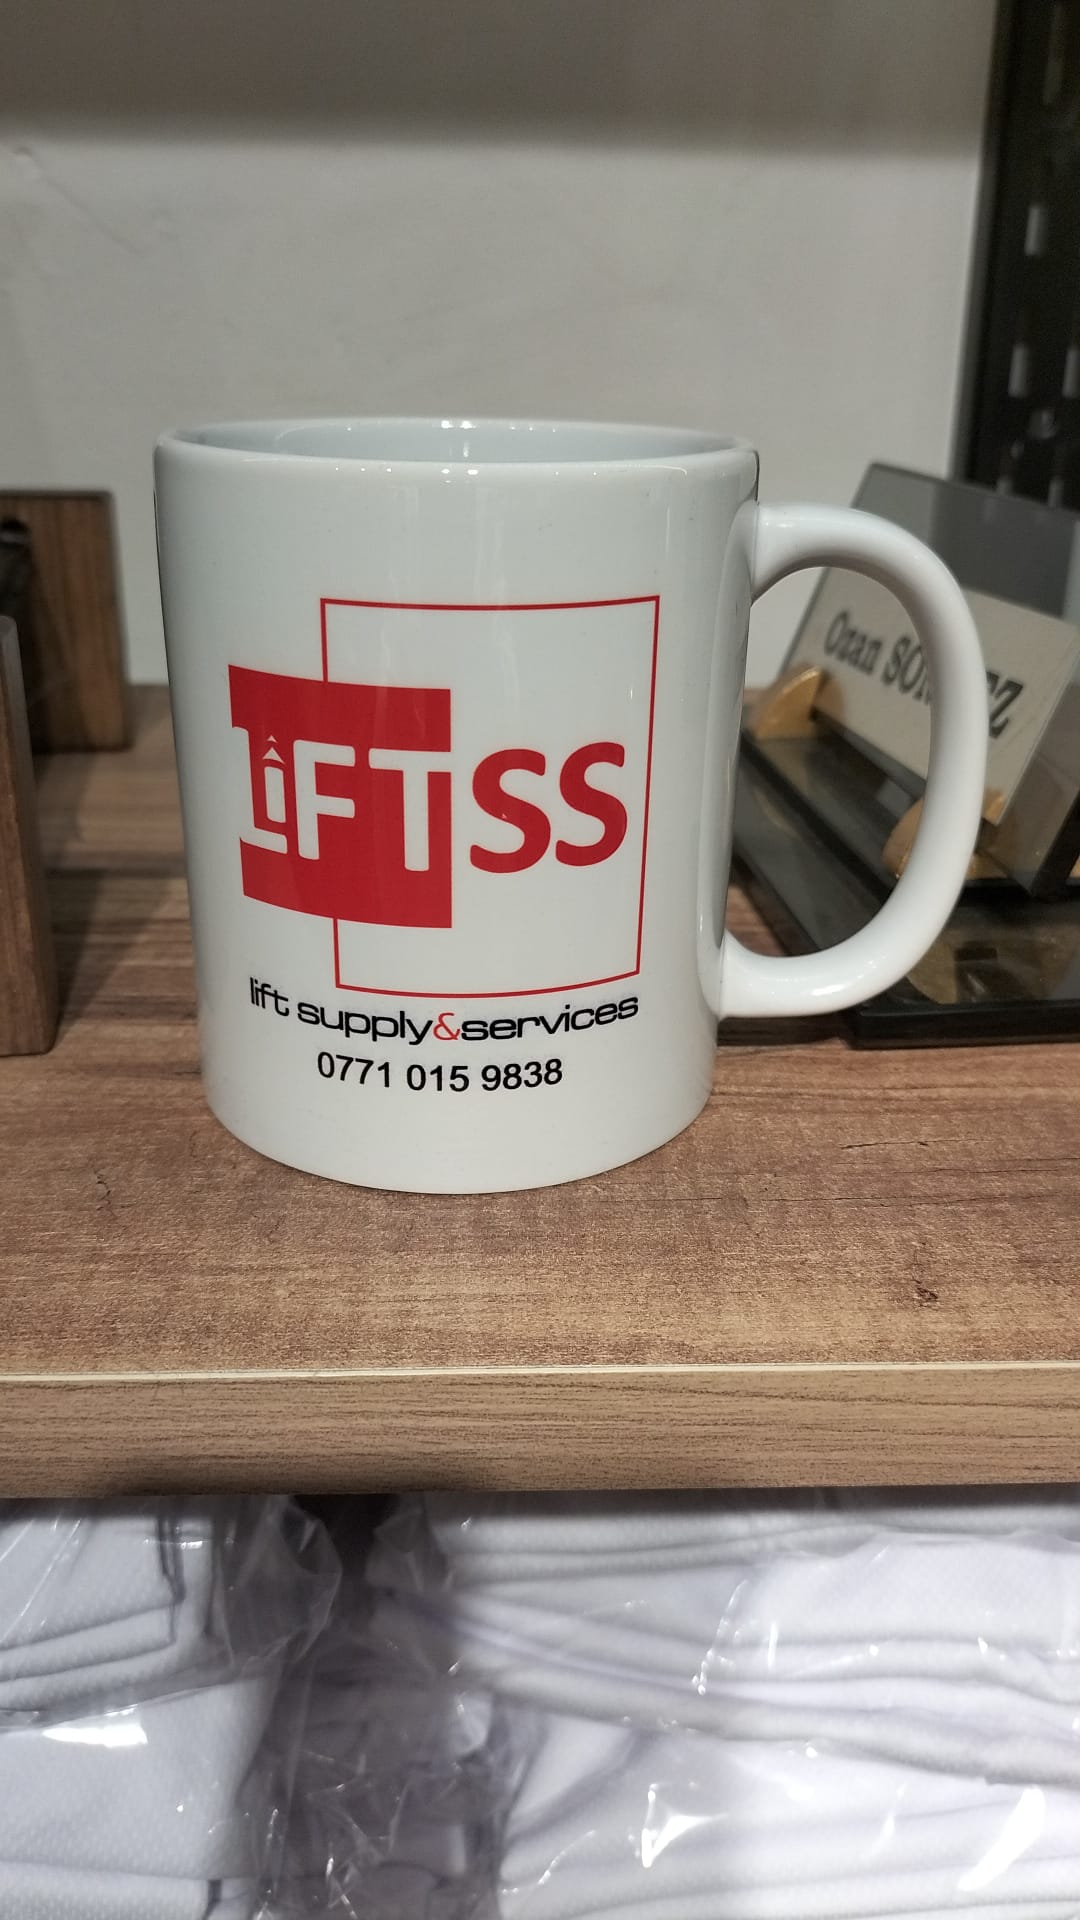 LIFTSS
lift supply&services
0771 015 9838
Ozan